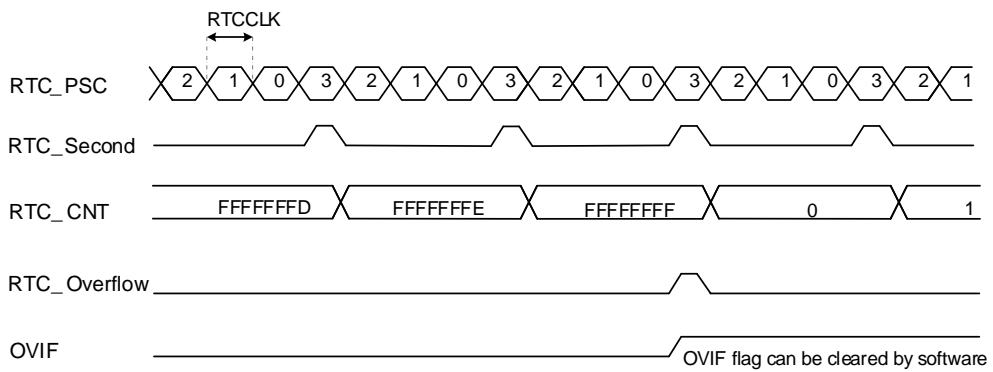 RTCCLK
RTC_PSC 2 1 0 3 2 1 0 3 2 1 0 3 2 1 0 3 2 1
RTC_Second
RTC_CNT FFFFFFFD FFFFFFFE FFFFFFFF 0 1
RTC_Overflow
OVIF OVIF flag can be cleared by software